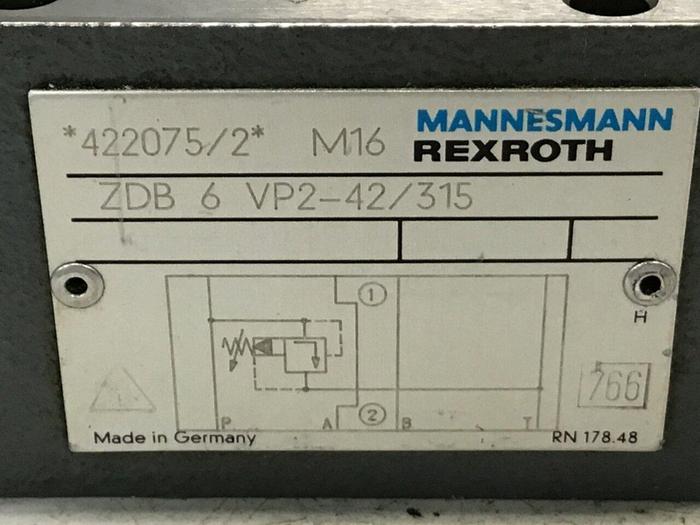 *422075/2* M16 MANNESMANN
REXROTH
ZDB 6 VP2-42/315
1
H
766
2
P A B T
Made in Germany RN 178.48